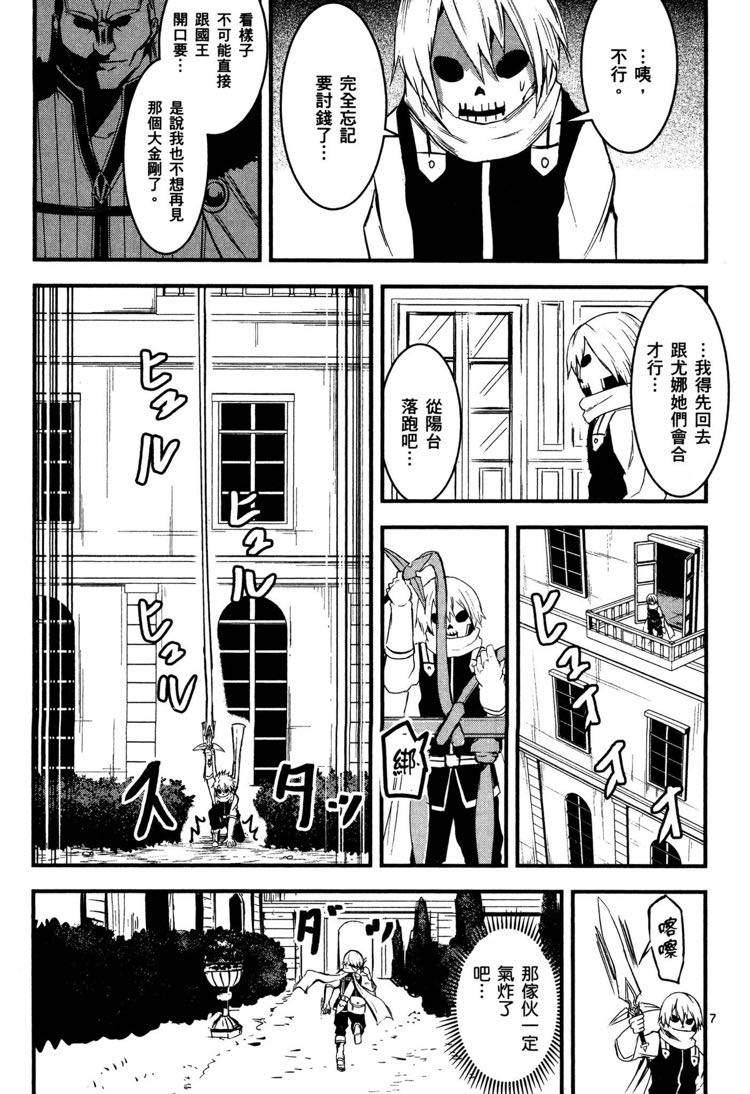 …咦，
不行。
完全忘記
要討錢了…
看樣子
不可能直接
跟國王
開口要…
是說我也不想再見
那個大金剛了。
…我得先回去
跟尤娜她們會合
才行…
從陽台
落跑吧…
ヒュイイイ
綁
ヒュル
ヒュル
ヒュル
スタッ
喀嚓
那傢伙一定
氣炸了
吧…
ダッ
7